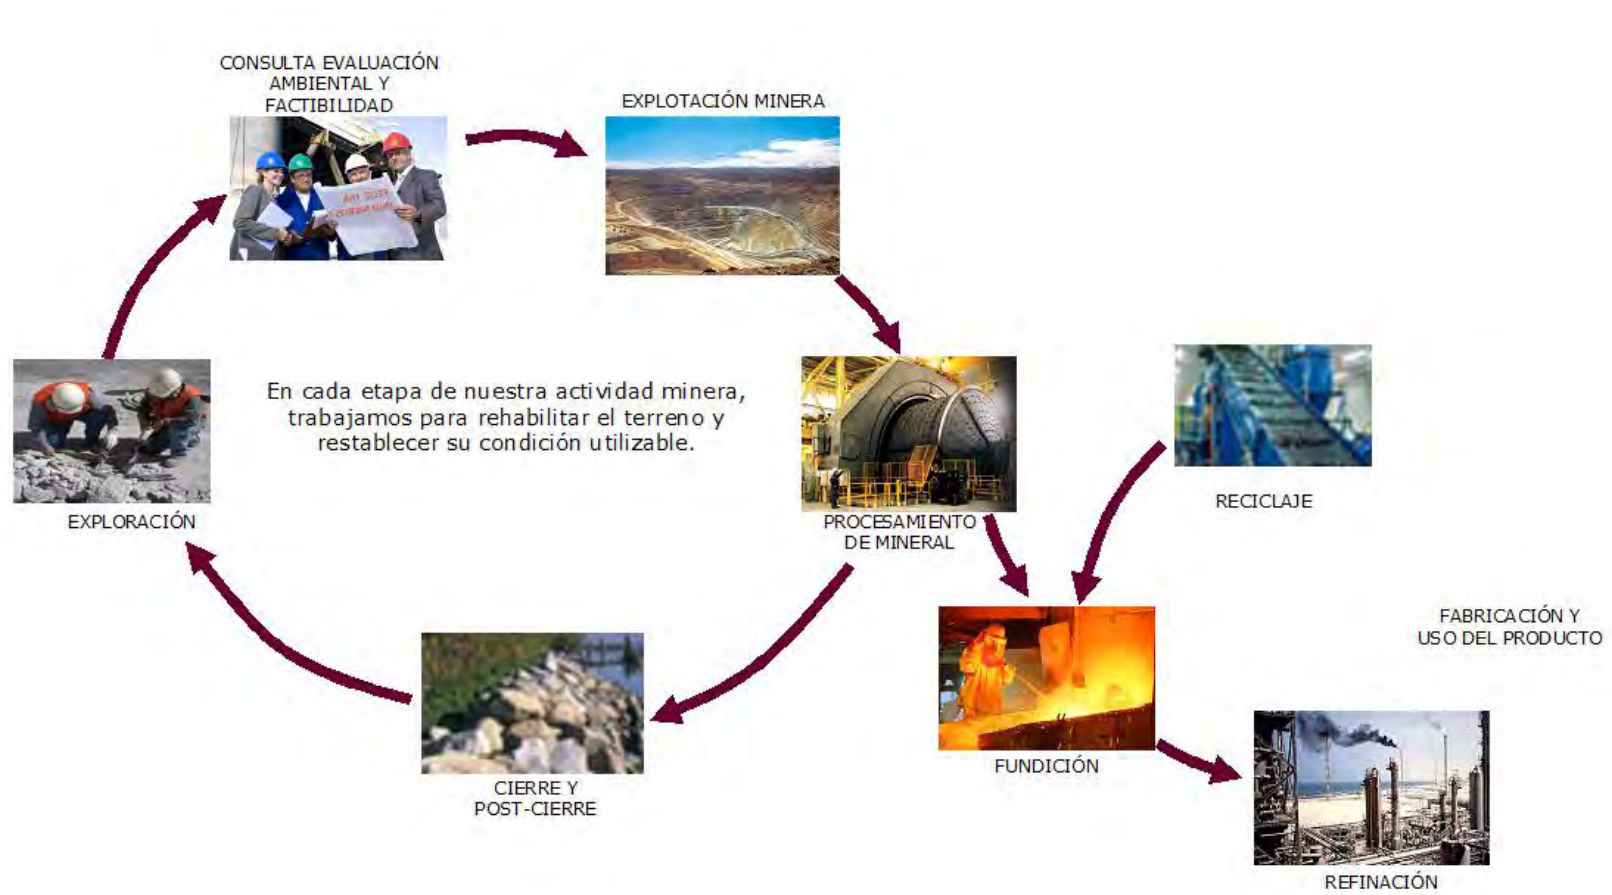 CONSULTA EVALUACIÓN
AMBIENTAL Y
FACTIBILIDAD
EXPLOTACIÓN MINERA
En cada etapa de nuestra actividad minera,
trabajamos para rehabilitar el terreno y
restablecer su condición utilizable.
EXPLORACIÓN
PROCESAMIENTO
DE MINERAL
RECICLAJE
FABRICACIÓN Y
USO DEL PRODUCTO
FUNDICIÓN
CIERRE Y
POST-CIERRE
REFINACIÓN